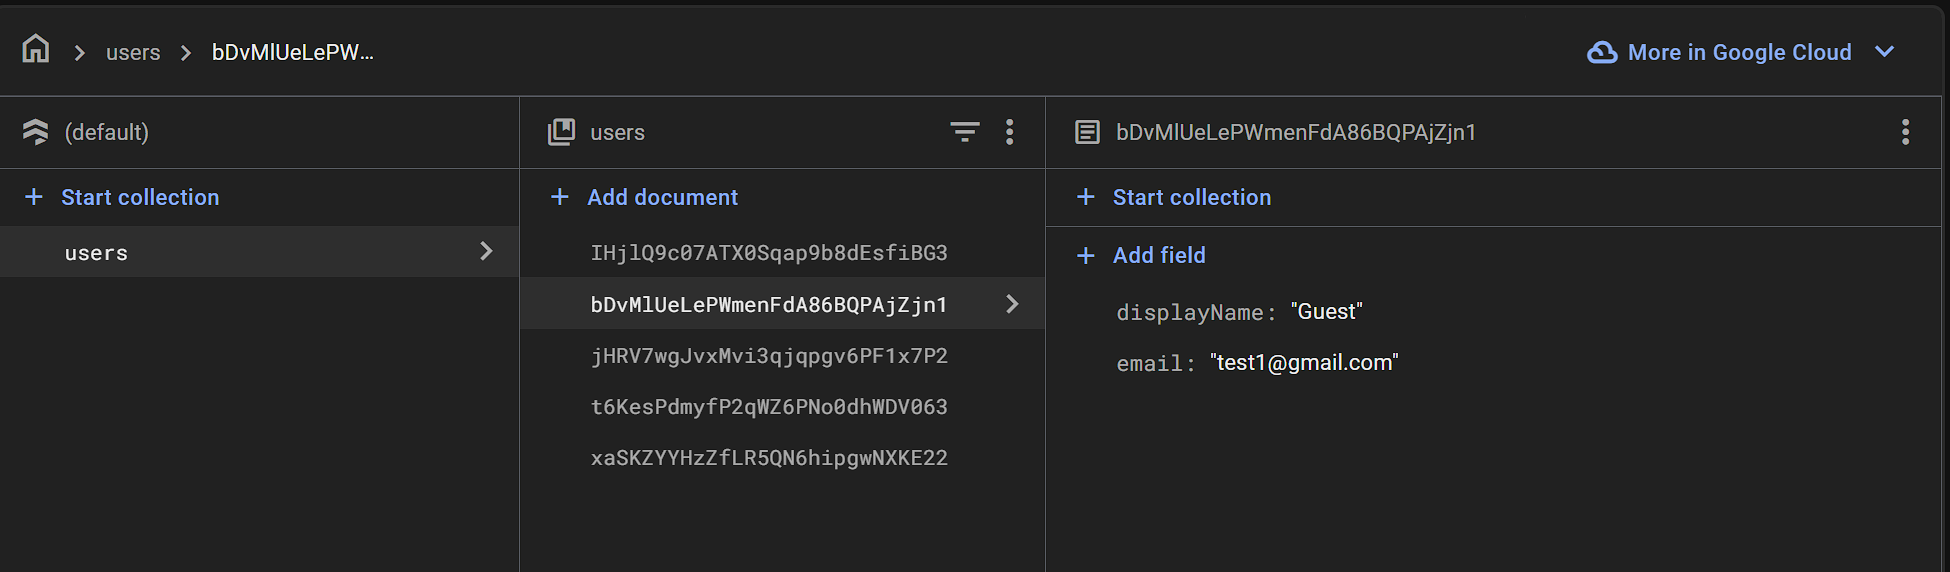 users
bDvMlUeLePW...
More in Google Cloud
(default)
users
bDvMlUeLePWmenFdA86BQPAjZjn1
Start collection
Add document
Start collection
users
IHjlQ9c07ATX0Sqap9b8dEsfiBG3
bDvMlUeLePWmenFdA86BQPAjZjn1
jHRV7wgJvxMvi3qjqpgv6PF1x7P2
t6KesPdmyfP2qWZ6PNo0dhWDV063
xaSKZYYHzZfLR5QN6hipgwNXKE22
Add field
displayName: "Guest"
email: "test1@gmail.com"